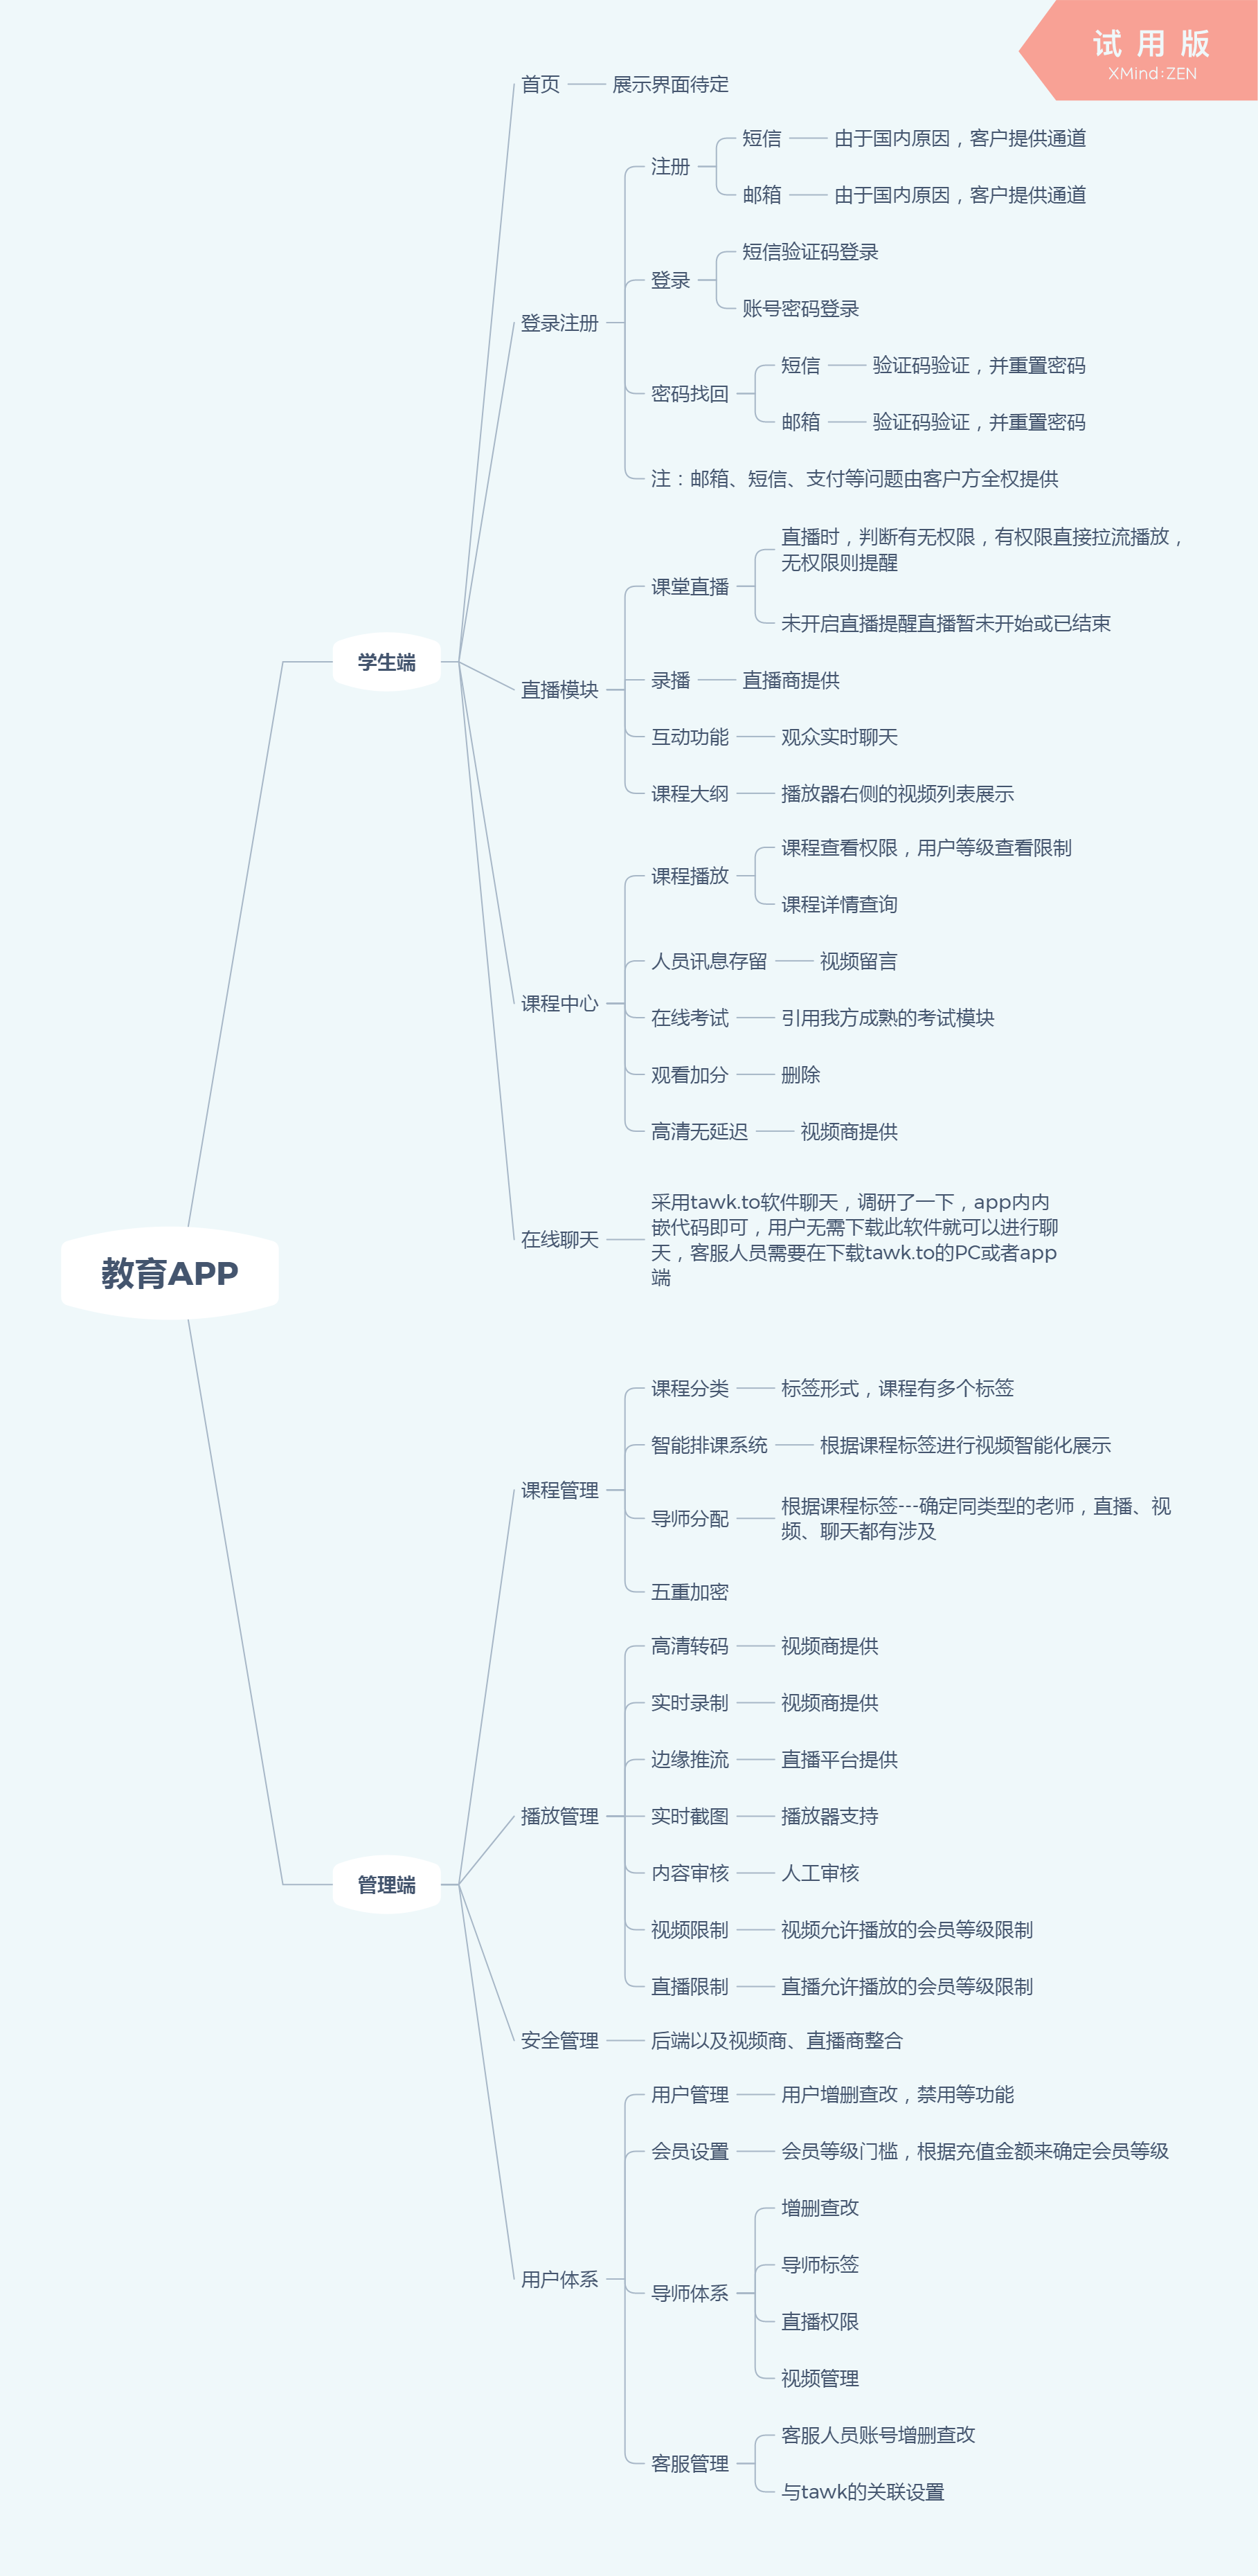 试用版
XMind:ZEN
首页
展示界面待定
注册
短信
由于国内原因，客户提供通道
邮箱
由于国内原因，客户提供通道
登录
短信验证码登录
账号密码登录
登录注册
密码找回
短信
验证码验证，并重置密码
邮箱
验证码验证，并重置密码
注：邮箱、短信、支付等问题由客户方全权提供
学生端
直播模块
课堂直播
直播时，判断有无权限，有权限直接拉流播放，
无权限则提醒
未开启直播提醒直播暂未开始或已结束
录播
直播商提供
互动功能
观众实时聊天
课程大纲
播放器右侧的视频列表展示
课程中心
课程播放
课程查看权限，用户等级查看限制
课程详情查询
人员讯息存留
视频留言
在线考试
引用我方成熟的考试模块
观看加分
删除
高清无延迟
视频商提供
在线聊天
采用tawk.to软件聊天，调研了一下，app内内
嵌代码即可，用户无需下载此软件就可以进行聊
天，客服人员需要在下载tawk.to的PC或者app
端
教育APP
课程管理
课程分类
标签形式，课程有多个标签
智能排课系统
根据课程标签进行视频智能化展示
导师分配
根据课程标签---确定同类型的老师，直播、视
频、聊天都有涉及
五重加密
管理端
播放管理
高清转码
视频商提供
实时录制
视频商提供
边缘推流
直播平台提供
实时截图
播放器支持
内容审核
人工审核
视频限制
视频允许播放的会员等级限制
直播限制
直播允许播放的会员等级限制
安全管理
后端以及视频商、直播商整合
用户体系
用户管理
用户增删查改，禁用等功能
会员设置
会员等级门槛，根据充值金额来确定会员等级
导师体系
增删查改
导师标签
直播权限
视频管理
客服管理
客服人员账号增删查改
与tawk的关联设置